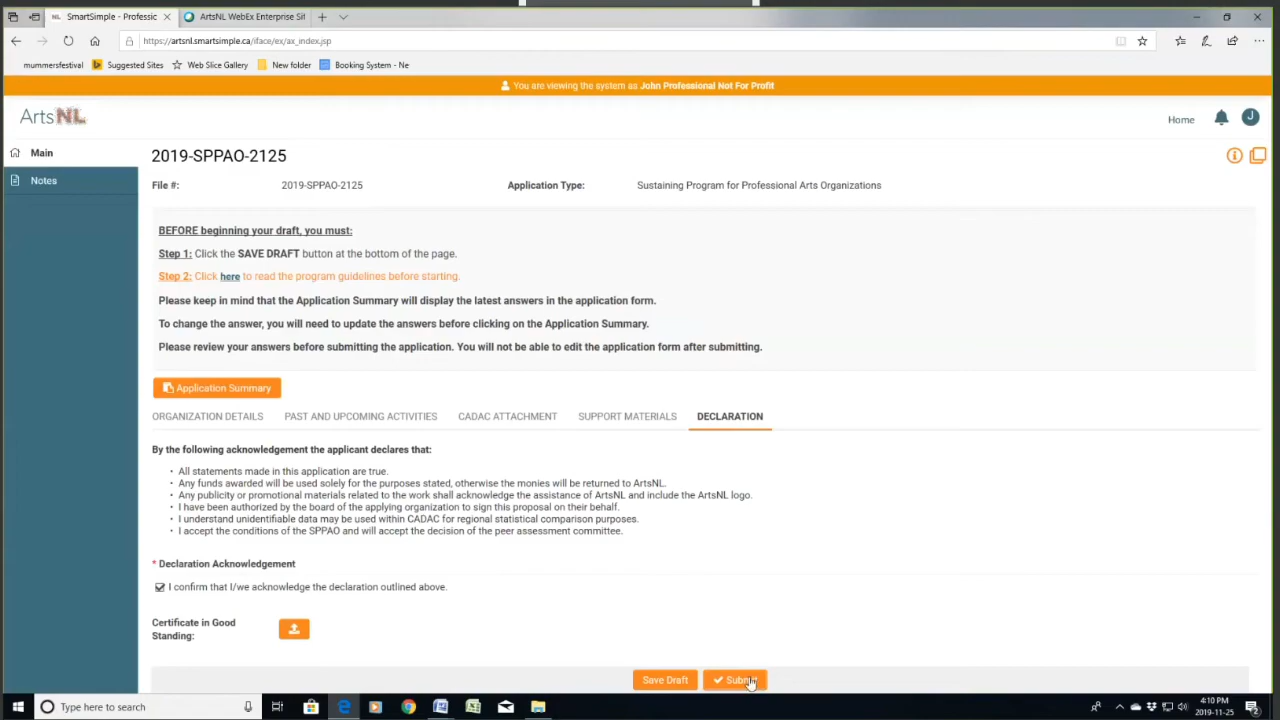 SmartSimple - Professic
ArtsNL WebEx Enterprise Sit
https://artsnl.smartsimple.ca/iface/ex/ax_index.jsp
mummersfestival
Suggested Sites
Web Slice Gallery
New folder
Booking System - Ne
You are viewing the system as John Professional Not For Profit
ArtsNL
Home
J
Main
Notes
2019-SPPAO-2125
File #: 2019-SPPAO-2125 Application Type: Sustaining Program for Professional Arts Organizations
BEFORE beginning your draft, you must:
Step 1: Click the SAVE DRAFT button at the bottom of the page.
Step 2: Click here to read the program guidelines before starting.
Please keep in mind that the Application Summary will display the latest answers in the application form.
To change the answer, you will need to update the answers before clicking on the Application Summary.
Please review your answers before submitting the application. You will not be able to edit the application form after submitting.
Application Summary
ORGANIZATION DETAILS PAST AND UPCOMING ACTIVITIES CADAC ATTACHMENT SUPPORT MATERIALS DECLARATION
By the following acknowledgement the applicant declares that:
• All statements made in this application are true.
• Any funds awarded will be used solely for the purposes stated, otherwise the monies will be returned to ArtsNL.
• Any publicity or promotional materials related to the work shall acknowledge the assistance of ArtsNL and include the ArtsNL logo.
• I have been authorized by the board of the applying organization to sign this proposal on their behalf.
• I understand unidentifiable data may be used within CADAC for regional statistical comparison purposes.
• I accept the conditions of the SPPAO and will accept the decision of the peer assessment committee.
* Declaration Acknowledgement
I confirm that I/we acknowledge the declaration outlined above.
Certificate in Good
Standing:
Save Draft
Submit
Type here to search
4:10 PM
2019-11-25
2